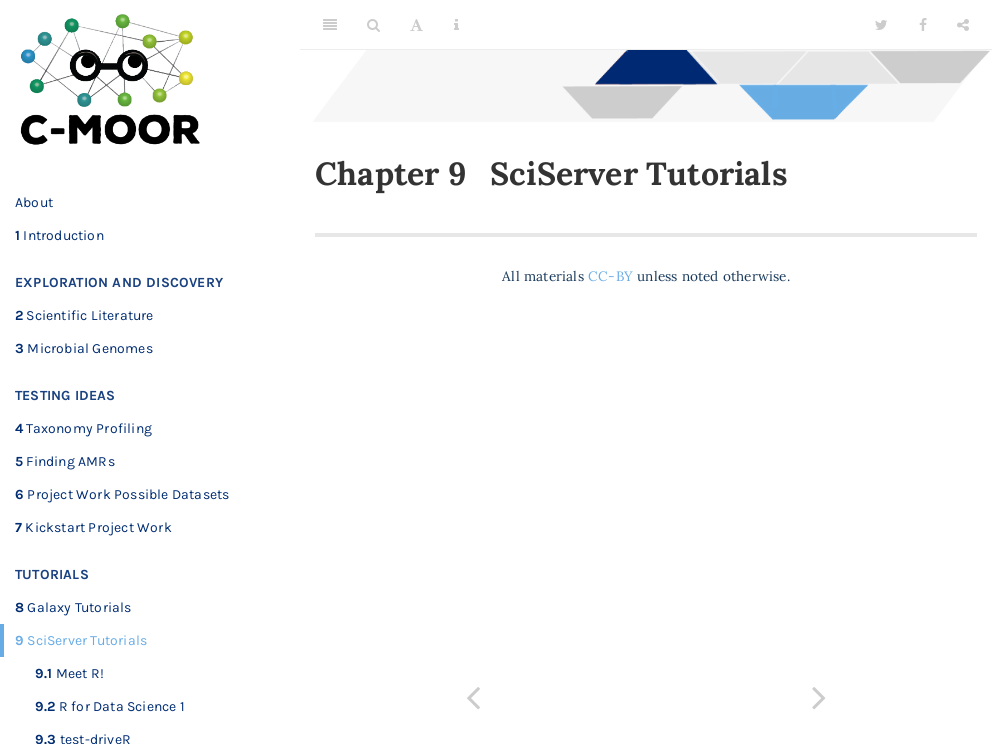 C-MOOR
About
1 Introduction
EXPLORATION AND DISCOVERY
2 Scientific Literature
3 Microbial Genomes
TESTING IDEAS
4 Taxonomy Profiling
5 Finding AMRs
6 Project Work Possible Datasets
7 Kickstart Project Work
TUTORIALS
8 Galaxy Tutorials
9 SciServer Tutorials
9.1 Meet R!
9.2 R for Data Science 1
9.3 test-driveR
Chapter 9 SciServer Tutorials
All materials CC-BY unless noted otherwise.